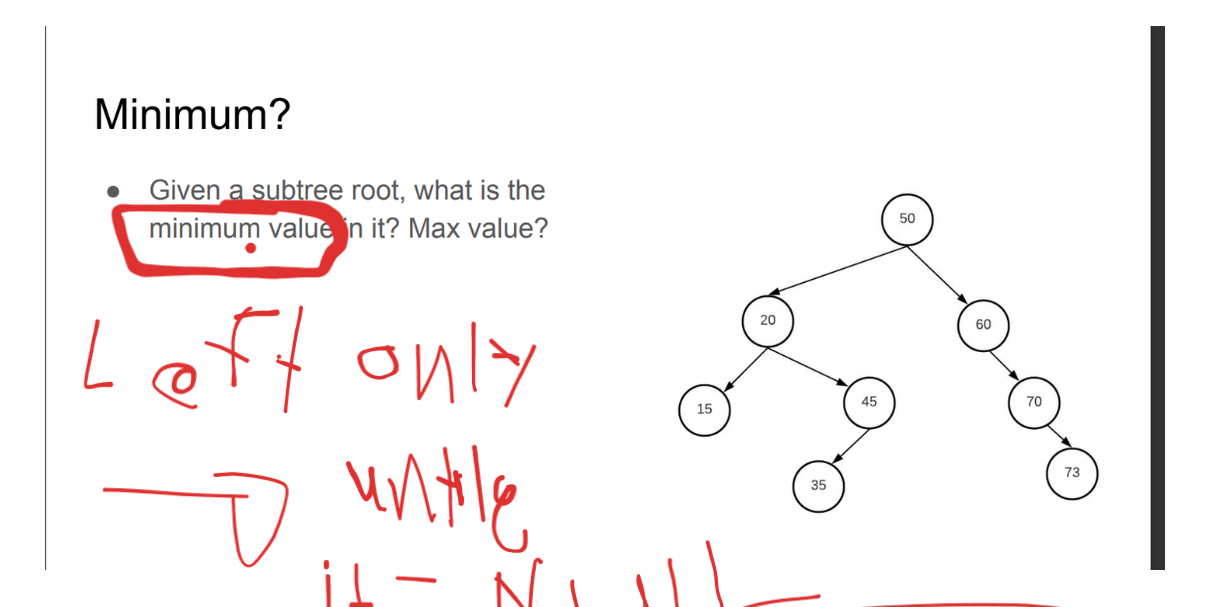 Minimum?
● Given a subtree root, what is the
minimum value in it? Max value?
Left only
untle
it = Null
50
20
60
15
45
70
35
73